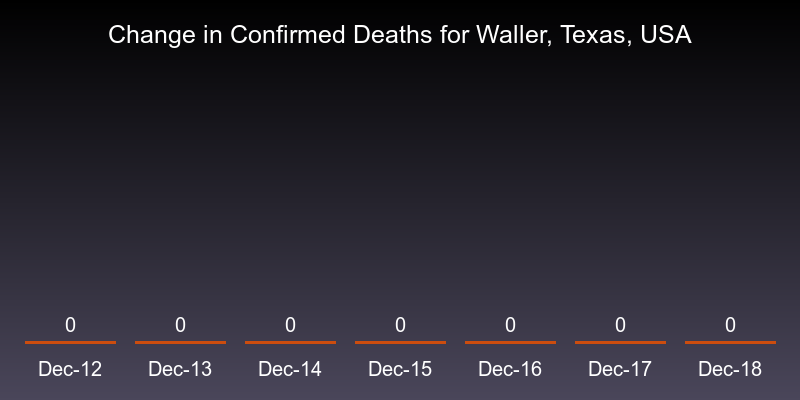 Change in Confirmed Deaths for Waller, Texas, USA
0 0 0 0 0 0 0
Dec-12 Dec-13 Dec-14 Dec-15 Dec-16 Dec-17 Dec-18